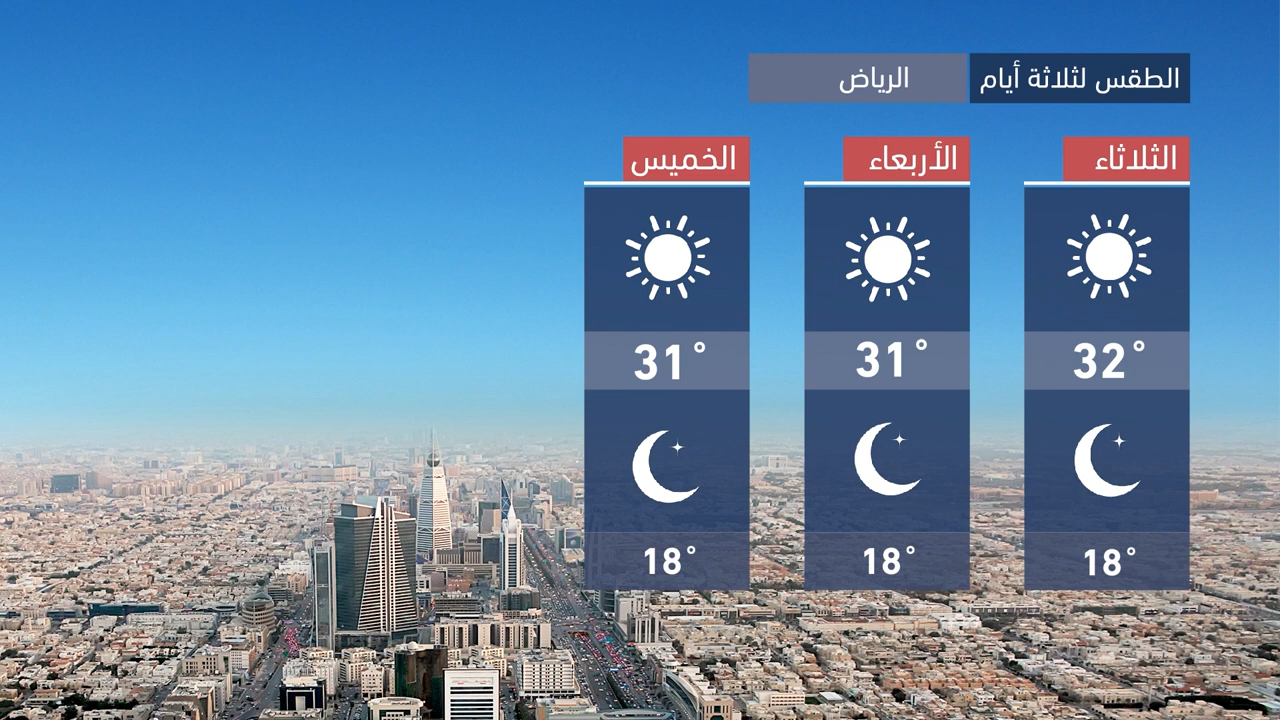 الطقس لثلاثة أيام
الرياض
الثلاثاء
الأربعاء
الخميس
32°
31°
31°
18°
18°
18°